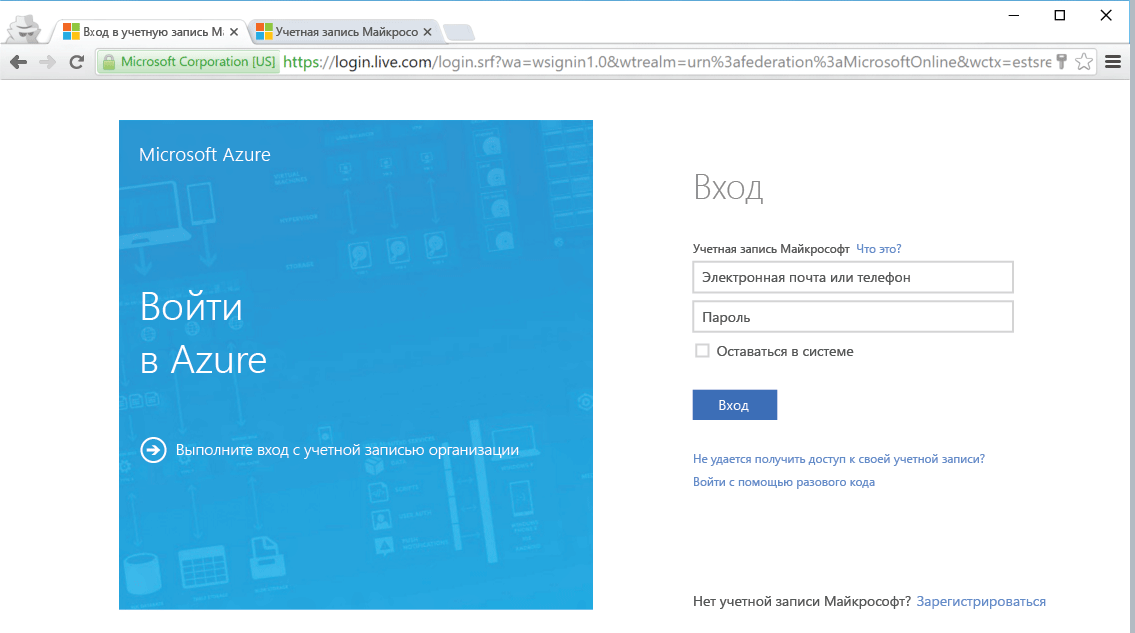 Вход в учетную запись Ма
Учетная запись Майкросо
Microsoft Corporation [US]
https://login.live.com/login.srf?wa=wsignin1.0&wtrealm=urn%3afederation%3aMicrosoftOnline&wctx=estsre
Microsoft Azure
Войти
в Azure
Выполните вход с учетной записью организации
Вход
Учетная запись Майкрософт Что это?
Электронная почта или телефон
Пароль
Оставаться в системе
Вход
Не удается получить доступ к своей учетной записи?
Войти с помощью разового кода
Нет учетной записи Майкрософт? Зарегистрироваться